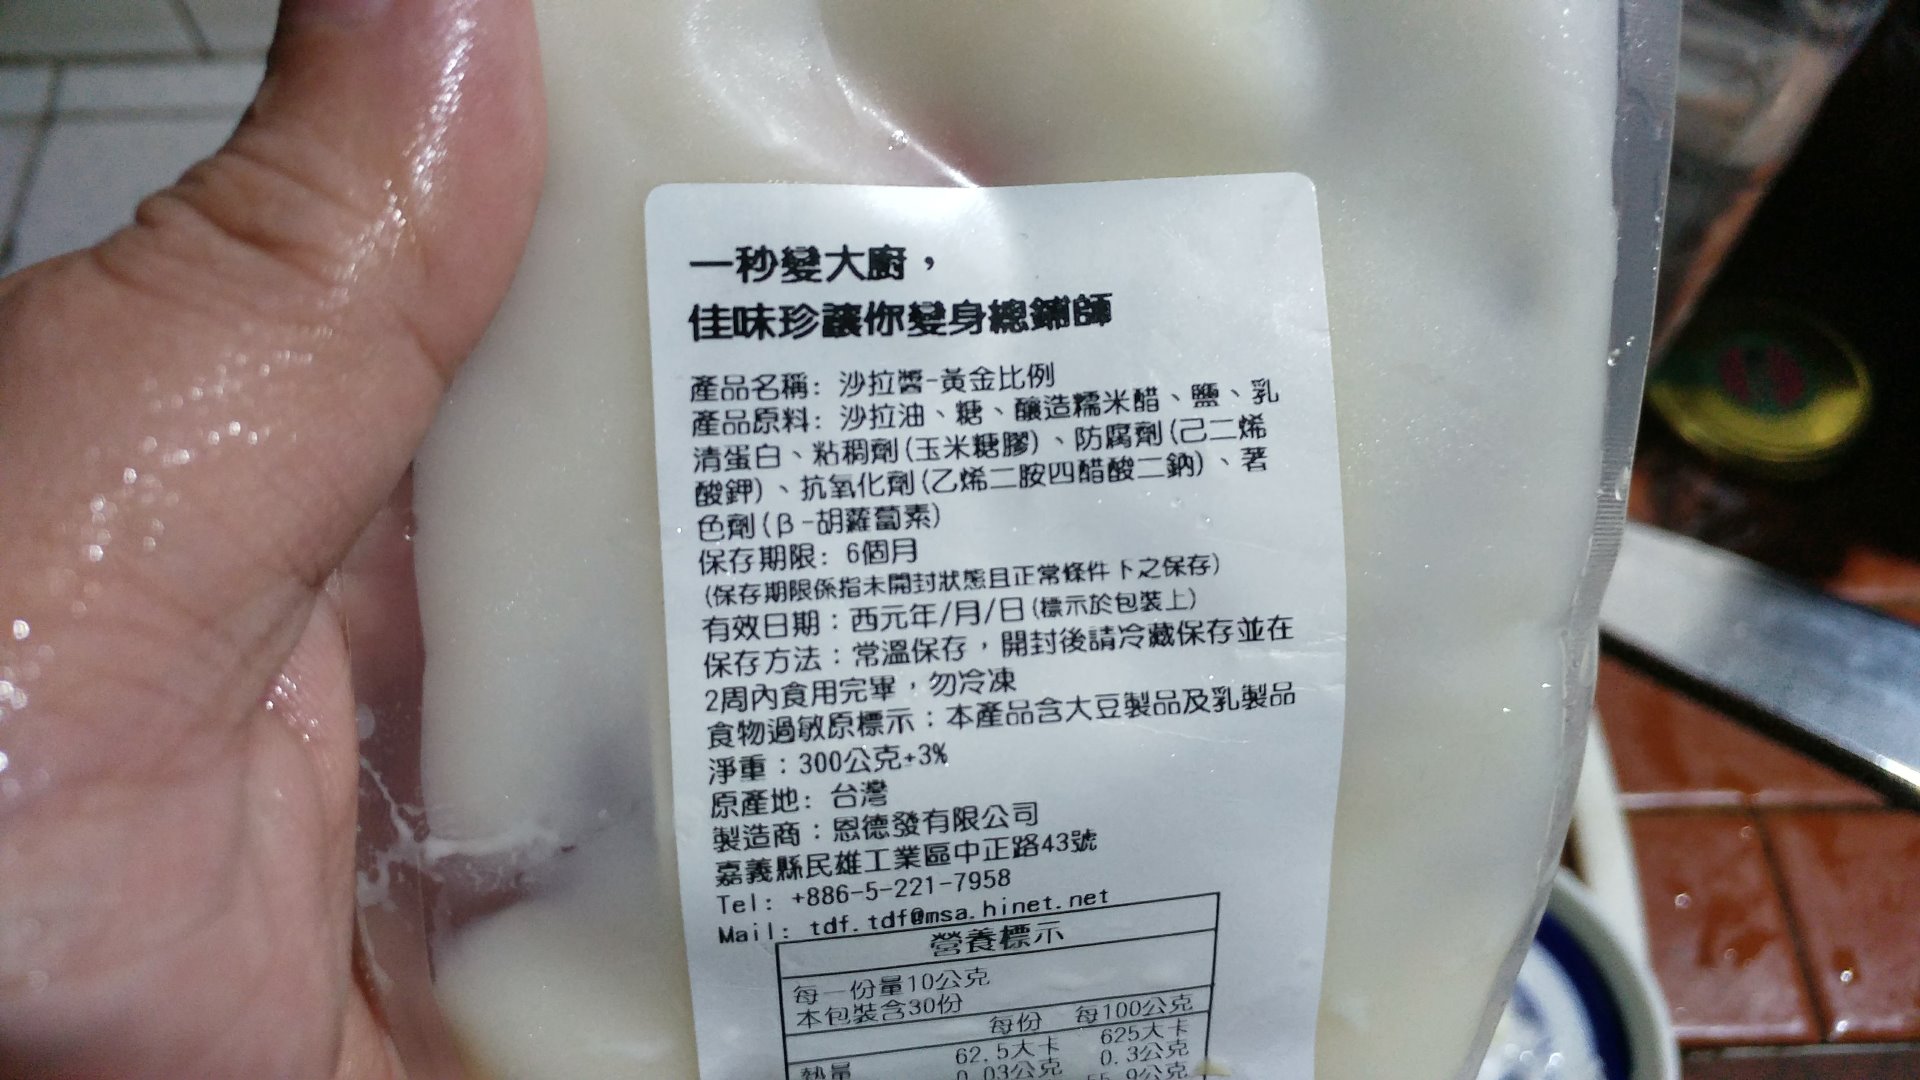 一秒變大廚，
佳味珍讓你變身總鋪師
產品名稱: 沙拉醬-黃金比例
產品原料: 沙拉油、糖、釀造糯米醋、鹽、乳
清蛋白、粘稠劑(玉米糖膠)、防腐劑(己二烯
酸鉀)、抗氧化劑(乙烯二胺四醋酸二鈉)、著
色劑(β-胡蘿蔔素)
保存期限: 6個月
(保存期限係指未開封狀態且正常條件下之保存)
有效日期：西元年/月/日(標示於包裝上)
保存方法：常溫保存，開封後請冷藏保存並在
2周內食用完畢，勿冷凍
食物過敏原標示：本產品含大豆製品及乳製品
淨重：300公克+3%
原產地: 台灣
製造商：恩德發有限公司
嘉義縣民雄工業區中正路43號
Tel: +886-5-221-7958
Mail: tdf.tdf@msa.hinet.net
營養標示
每一份量10公克
本包裝含30份
每份 每100公克
熱量 62.5大卡 625大卡
0.03公克 0.3公克
55.9公克